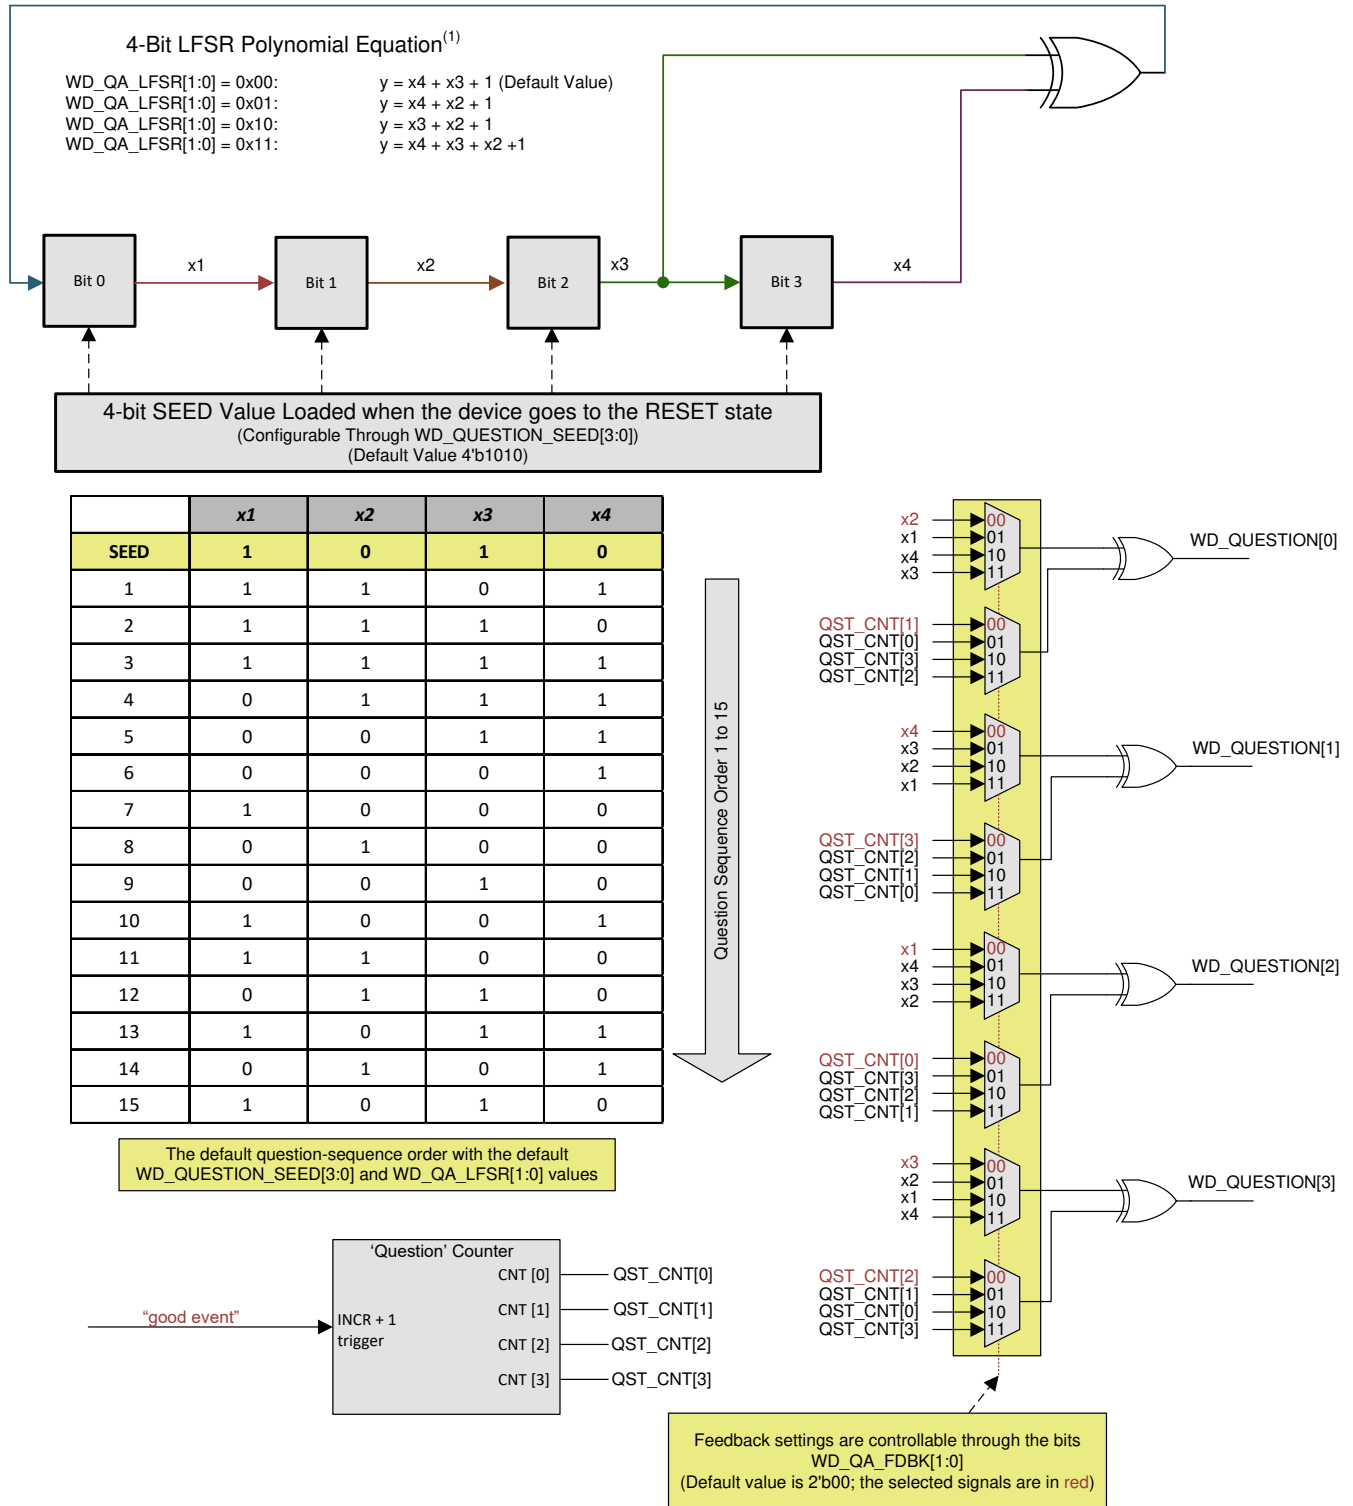 4-Bit LFSR Polynomial Equation(1)
WD_QA_LFSR[1:0] = 0x00: y = x4 + x3 + 1 (Default Value)
WD_QA_LFSR[1:0] = 0x01: y = x4 + x2 + 1
WD_QA_LFSR[1:0] = 0x10: y = x3 + x2 + 1
WD_QA_LFSR[1:0] = 0x11: y = x4 + x3 + x2 +1
Bit 0 x1 Bit 1 x2 Bit 2 x3 Bit 3 x4
4-bit SEED Value Loaded when the device goes to the RESET state
(Configurable Through WD_QUESTION_SEED[3:0])
(Default Value 4'b1010)
x1 x2 x3 x4
SEED 1 0 1 0
1 1 1 0 1
2 1 1 1 0
3 1 1 1 1
4 0 1 1 1
5 0 0 1 1
6 0 0 0 1
7 1 0 0 0
8 0 1 0 0
9 0 0 1 0
10 1 0 0 1
11 1 1 0 0
12 0 1 1 0
13 1 0 1 1
14 0 1 0 1
15 1 0 1 0
Question Sequence Order 1 to 15
The default question-sequence order with the default
WD_QUESTION_SEED[3:0] and WD_QA_LFSR[1:0] values
x2 00
x1 01
x4 10
x3 11
WD_QUESTION[0]
QST_CNT[1] 00
QST_CNT[0] 01
QST_CNT[3] 10
QST_CNT[2] 11
x4 00
x3 01
x2 10
x1 11
WD_QUESTION[1]
QST_CNT[3] 00
QST_CNT[2] 01
QST_CNT[1] 10
QST_CNT[0] 11
x1 00
x4 01
x3 10
x2 11
WD_QUESTION[2]
QST_CNT[0] 00
QST_CNT[3] 01
QST_CNT[2] 10
QST_CNT[1] 11
x3 00
x2 01
x1 10
x4 11
WD_QUESTION[3]
QST_CNT[2] 00
QST_CNT[1] 01
QST_CNT[0] 10
QST_CNT[3] 11
'Question' Counter
CNT [0] QST_CNT[0]
CNT [1] QST_CNT[1]
CNT [2] QST_CNT[2]
CNT [3] QST_CNT[3]
“good event”
INCR + 1
trigger
Feedback settings are controllable through the bits
WD_QA_FDBK[1:0]
(Default value is 2'b00; the selected signals are in red)